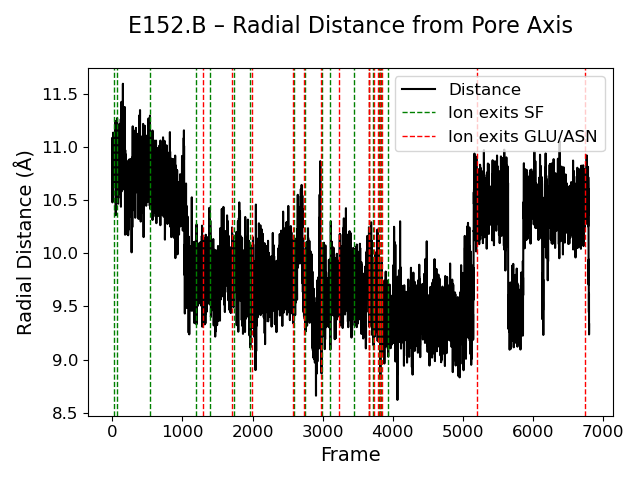 E152.B – Radial Distance from Pore Axis
Radial Distance (Å)
11.5
11.0
10.5
10.0
9.5
9.0
8.5
Distance
Ion exits SF
Ion exits GLU/ASN
0
1000
2000
3000
4000
5000
6000
7000
Frame